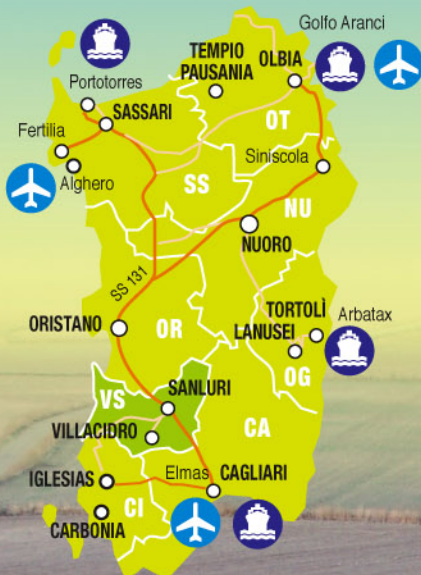 Golfo Aranci
TEMPIO
PAUSANIA
OLBIA
Portotorres
SASSARI
OT
Fertilia
Siniscola
Alghero
SS
NU
NUORO
SS 131
TORTOLÌ
Arbatax
ORISTANO
OR
LANUSEI
OG
VS
SANLURI
VILLACIDRO
CA
IGLESIAS
Elmas
CAGLIARI
CI
CARBONIA